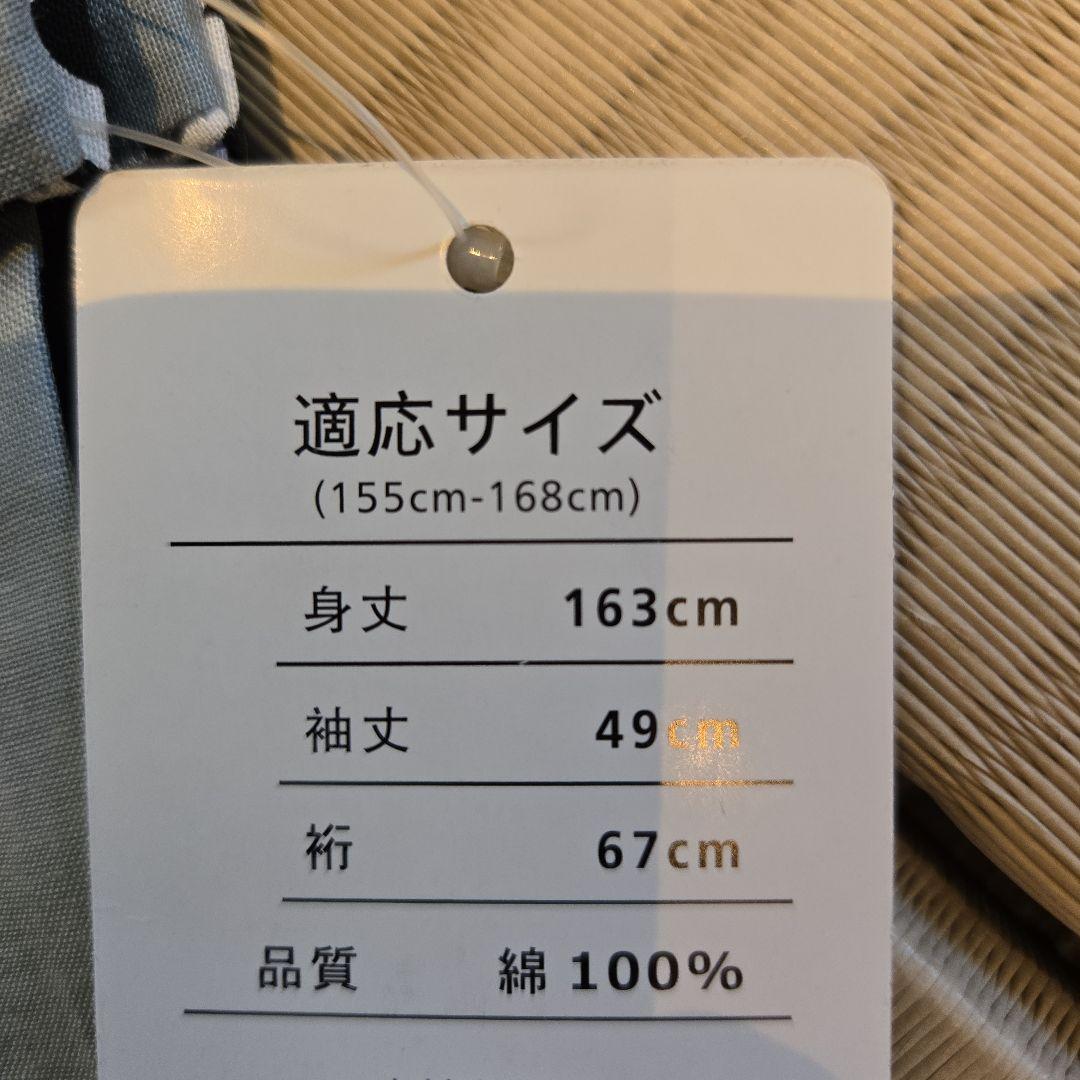 適応サイズ
(155cm-168cm)
身丈 163cm
袖丈 49cm
裄 67cm
品質 綿 100%